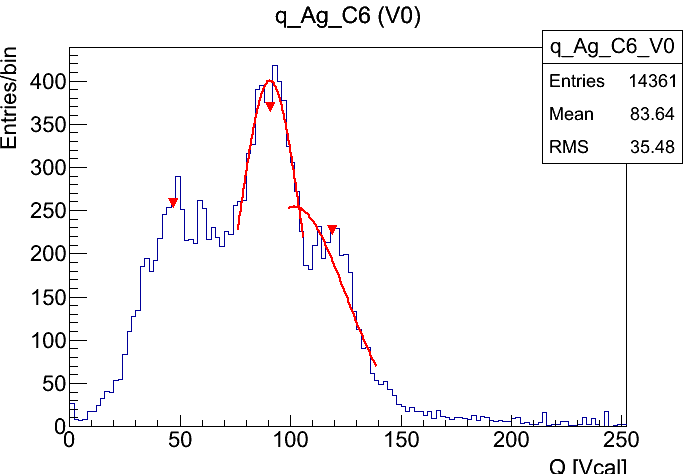 q_Ag_C6 (V0)
Entries/bin
q_Ag_C6_V0
Entries 14361
Mean 83.64
RMS 35.48
400
350
300
250
200
150
100
50
0
0 50 100 150 200 250
Q [Vcal]